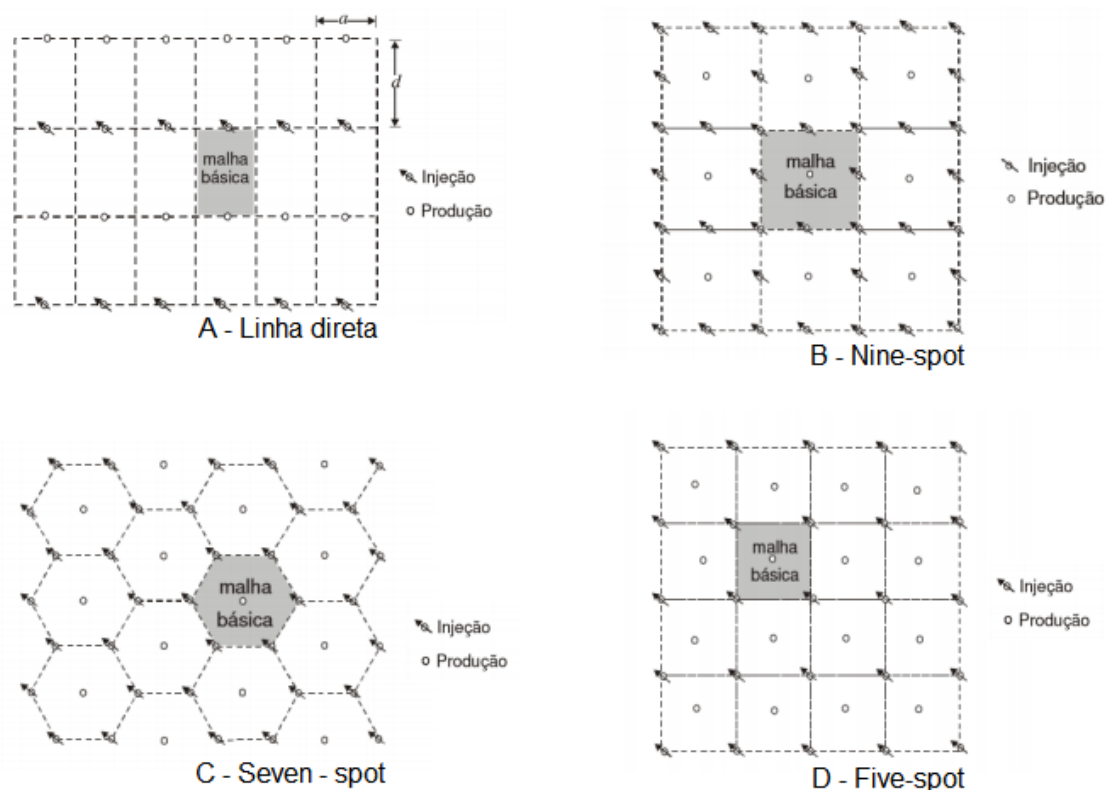 a
d
malha
básica
Injeção
Produção
A - Linha direta
malha
básica
Injeção
Produção
B - Nine-spot
malha
básica
Injeção
Produção
C - Seven - spot
malha
básica
Injeção
Produção
D - Five-spot